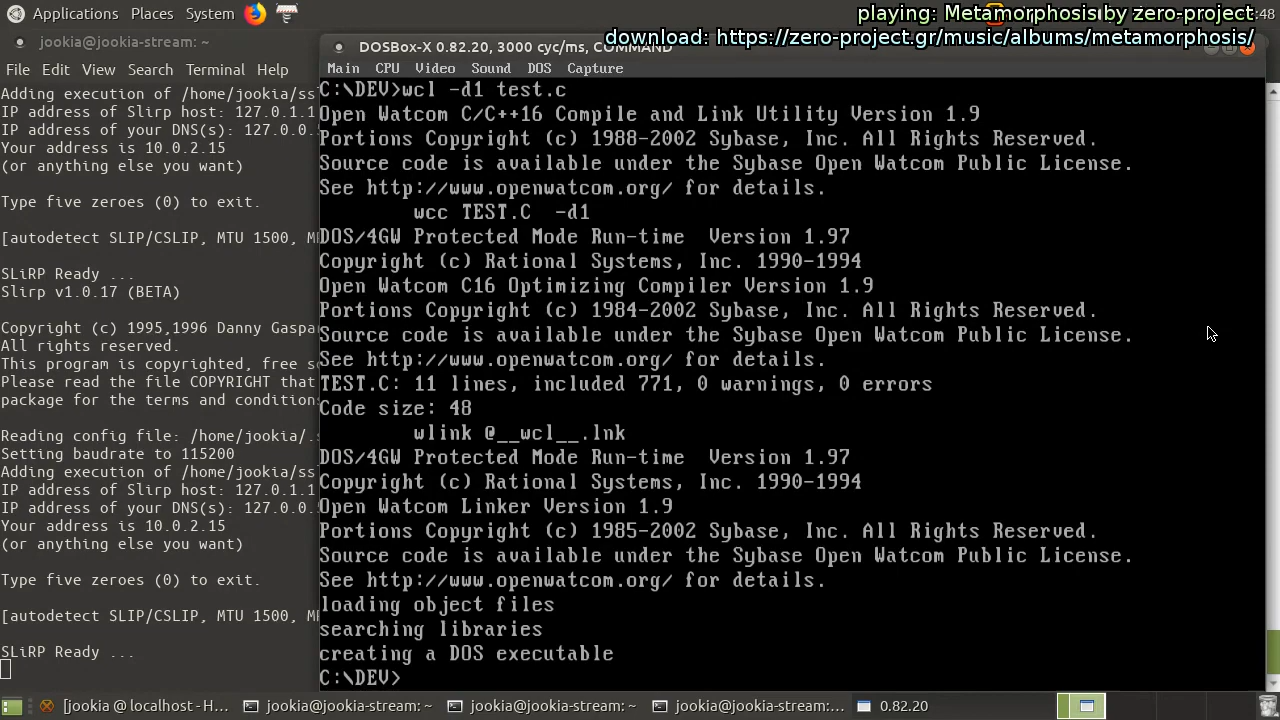 Applications Places System
:48
playing: Metamorphosis by zero-project
download: https://zero-project.gr/music/albums/metamorphosis/
jookia@jookia-stream: ~
File Edit View Search Terminal Help
Adding execution of /home/jookia/ss
IP address of Slirp host: 127.0.1.1
IP address of your DNS(s): 127.0.0.
Your address is 10.0.2.15
(or anything else you want)
Type five zeroes (0) to exit.
[autodetect SLIP/CSLIP, MTU 1500, M
SLiRP Ready ...
Slirp v1.0.17 (BETA)
Copyright (c) 1995,1996 Danny Gaspa
All rights reserved.
This program is copyrighted, free s
Please read the file COPYRIGHT that
package for the terms and conditions
Reading config file: /home/jookia/.
Setting baudrate to 115200
Adding execution of /home/jookia/ss
IP address of Slirp host: 127.0.1.1
IP address of your DNS(s): 127.0.0.
Your address is 10.0.2.15
(or anything else you want)
Type five zeroes (0) to exit.
[autodetect SLIP/CSLIP, MTU 1500, M
SLiRP Ready ...
DOSBox-X 0.82.20, 3000 cyc/ms, COMMAND
Main CPU Video Sound DOS Capture
C:\DEV>wcl -d1 test.c
Open Watcom C/C++16 Compile and Link Utility Version 1.9
Portions Copyright (c) 1988-2002 Sybase, Inc. All Rights Reserved.
Source code is available under the Sybase Open Watcom Public License.
See http://www.openwatcom.org/ for details.
wcc TEST.C -d1
DOS/4GW Protected Mode Run-time Version 1.97
Copyright (c) Rational Systems, Inc. 1990-1994
Open Watcom C16 Optimizing Compiler Version 1.9
Portions Copyright (c) 1984-2002 Sybase, Inc. All Rights Reserved.
Source code is available under the Sybase Open Watcom Public License.
See http://www.openwatcom.org/ for details.
TEST.C: 11 lines, included 771, 0 warnings, 0 errors
Code size: 48
wlink @__wcl__.lnk
DOS/4GW Protected Mode Run-time Version 1.97
Copyright (c) Rational Systems, Inc. 1990-1994
Open Watcom Linker Version 1.9
Portions Copyright (c) 1985-2002 Sybase, Inc. All Rights Reserved.
Source code is available under the Sybase Open Watcom Public License.
See http://www.openwatcom.org/ for details.
loading object files
searching libraries
creating a DOS executable
C:\DEV>
[jookia @ localhost - H... jookia@jookia-stream: ~ jookia@jookia-stream: ~ jookia@jookia-stream:... 0.82.20